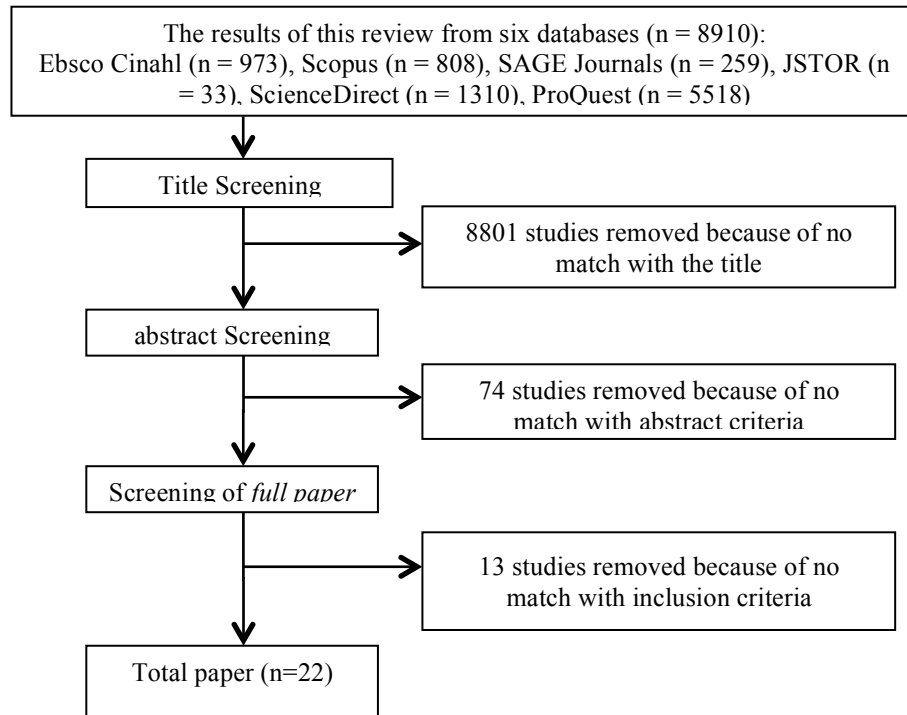 The results of this review from six databases (n = 8910):
Ebsco Cinahl (n = 973), Scopus (n = 808), SAGE Journals (n = 259), JSTOR (n
= 33), ScienceDirect (n = 1310), ProQuest (n = 5518)
Title Screening
8801 studies removed because of no
match with the title
abstract Screening
74 studies removed because of no
match with abstract criteria
Screening of full paper
13 studies removed because of no
match with inclusion criteria
Total paper (n=22)